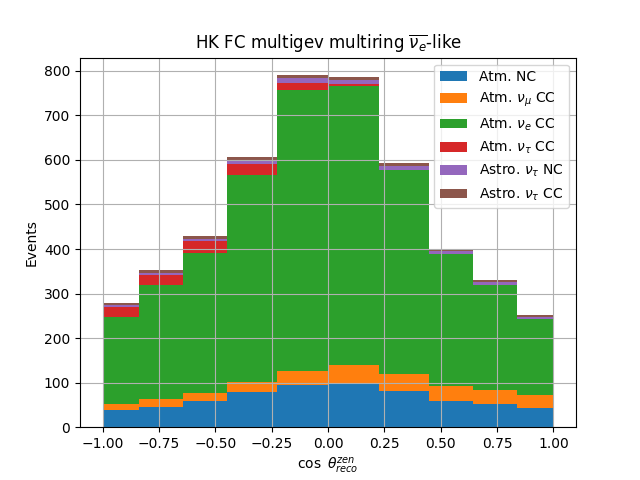 HK FC multigev multiring $\overline{\nu_e}$-like
Events
800
700
600
500
400
300
200
100
0
Atm. NC
Atm. $\nu_\mu$ CC
Atm. $\nu_e$ CC
Atm. $\nu_\tau$ CC
Astro. $\nu_\tau$ NC
Astro. $\nu_\tau$ CC
−1.00 −0.75 −0.50 −0.25 0.00 0.25 0.50 0.75 1.00
cos $\theta_{reco}^{zen}$